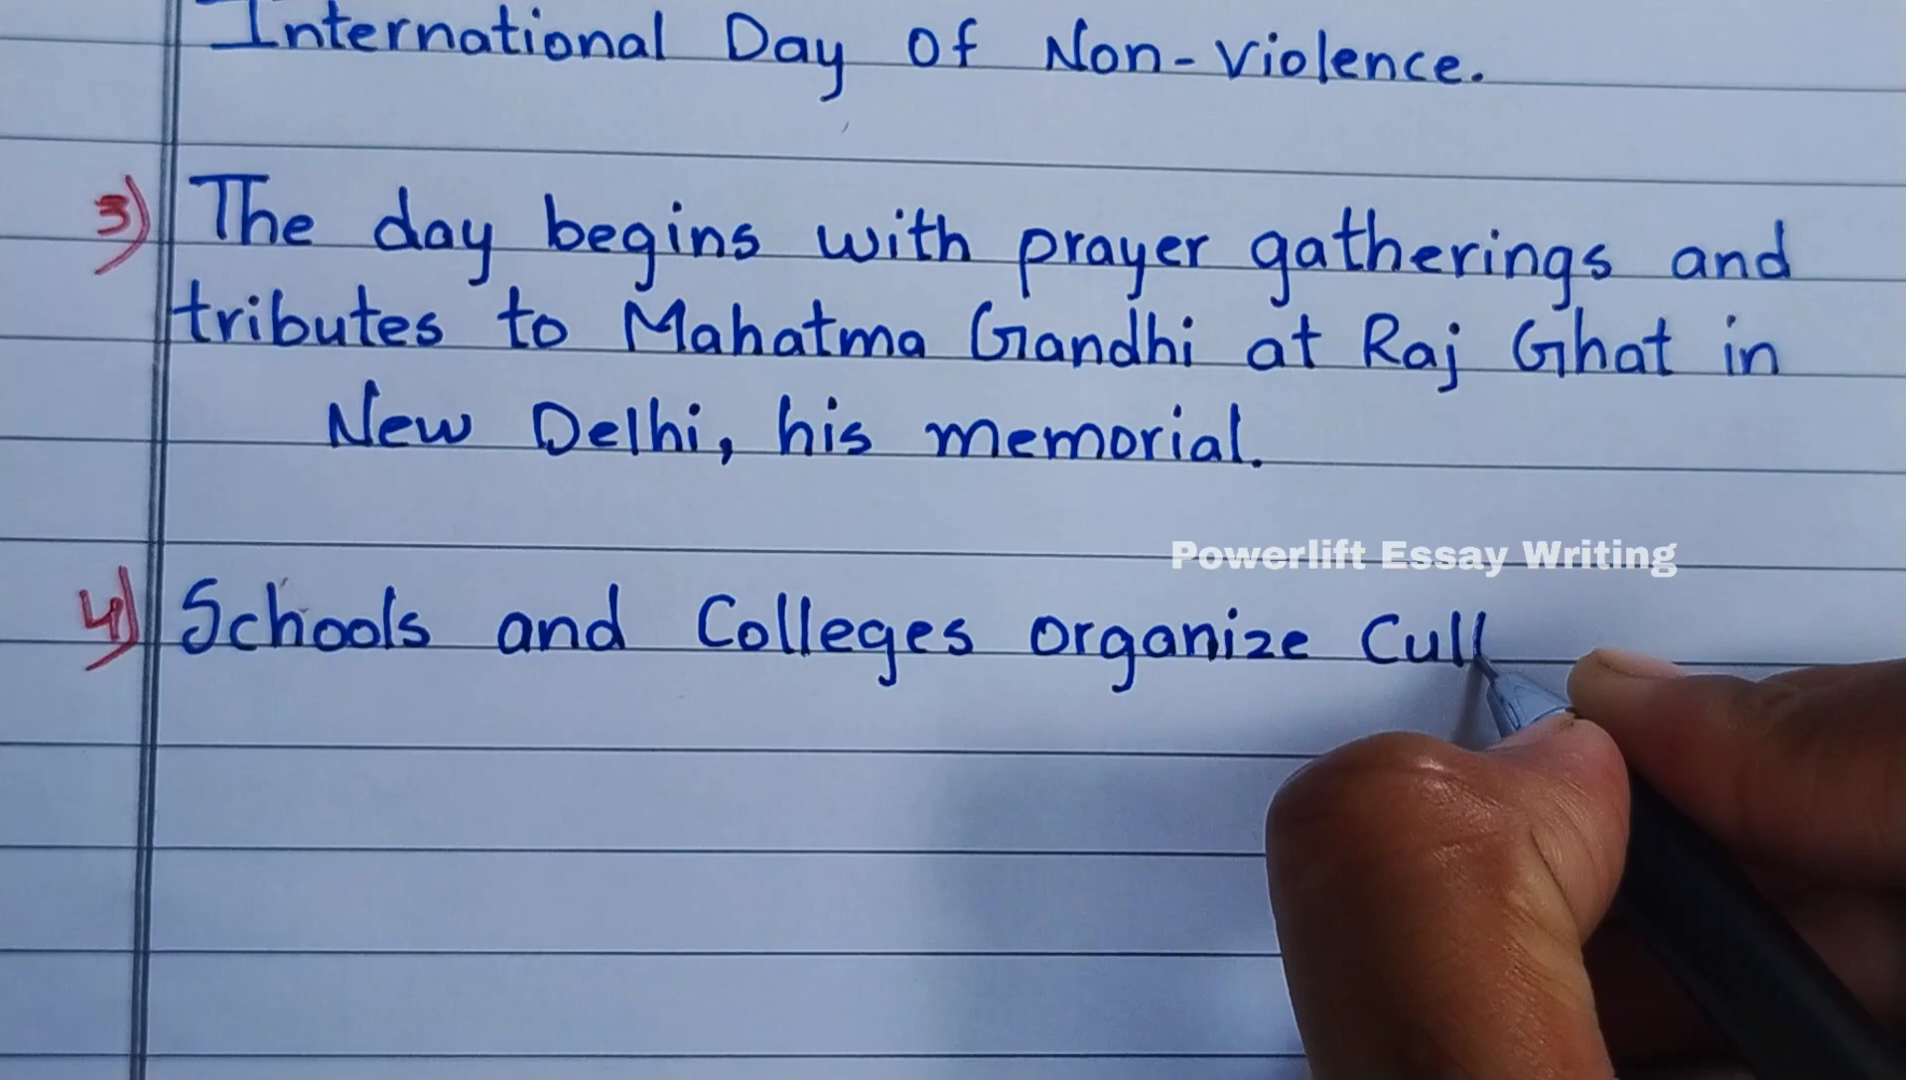 International Day Of Non-Violence.
3) The day begins with prayer gatherings and
tributes to Mahatma Gandhi at Raj Ghat in
New Delhi, his memorial.
Powerlift Essay Writing
4) Schools and Colleges organize Cull